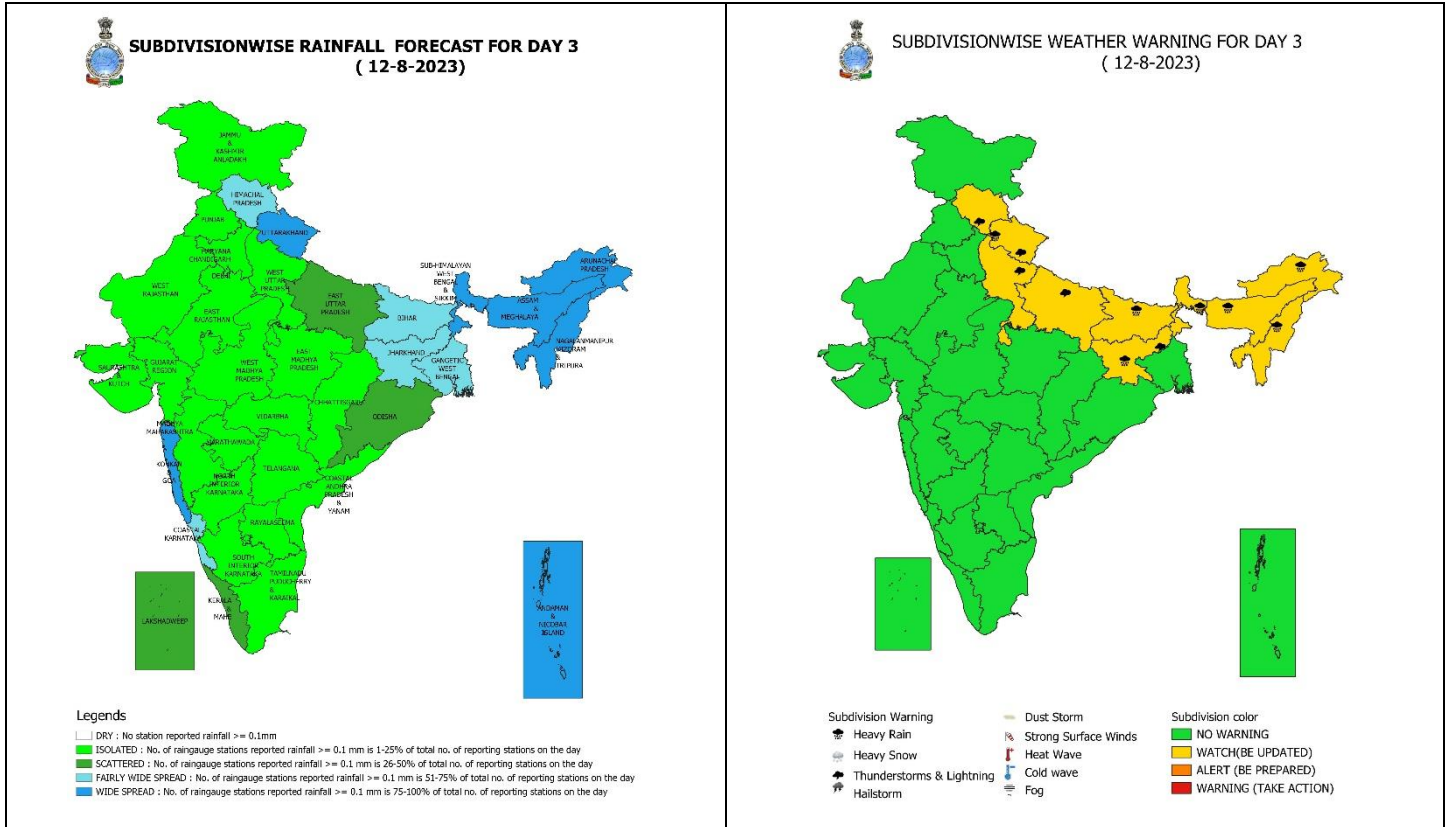 SUBDIVISIONWISE RAINFALL FORECAST FOR DAY 3
( 12-8-2023)
JAMMU
&
KASHMIR
ANLADAKH
HIMACHAL
PRADESH
PUNJAB
UTTARAKHAND
HARYANA
CHANDIGARH
DELHI
WEST
UTTAR
PRADESH
WEST
RAJASTHAN
EAST
RAJASTHAN
EAST
UTTAR
PRADESH
SUB-HIMALAYAN
WEST
BENGAL
&
SIKKIM
ARUNACHAL
PRADESH
ASSAM
&
MEGHALAYA
NAGALANMANIPUR
MIZORAM
&
TRIPURA
BIHAR
JHARKHAND
GANGETIC
WEST
BENGAL
SAURASHTRA
&
KUTCH
GUJARAT
REGION
WEST
MADHYA
PRADESH
EAST
MADHYA
PRADESH
CHHATTISGARH
ODISHA
VIDARBHA
MADHYA
MAHARASHTRA
MARATHAWADA
KONKAN
&
GOA
NORTH
INTERIOR
KARNATAKA
TELANGANA
COASTAL
ANDHRA
PRADESH
&
YANAM
RAYALASEEMA
COASTAL
KARNATAKA
SOUTH
INTERIOR
KARNATAKA
TAMILNADU
PUDUCHERRY
&
KARAIKAL
KERALA
&
MAHE
LAKSHADWEEP
ANDAMAN
&
NICOBAR
ISLAND
Legends
DRY : No station reported rainfall >= 0.1mm
ISOLATED : No. of raingauge stations reported rainfall >= 0.1 mm is 1-25% of total no. of reporting stations on the day
SCATTERED : No. of raingauge stations reported rainfall >= 0.1 mm is 26-50% of total no. of reporting stations on the day
FAIRLY WIDE SPREAD : No. of raingauge stations reported rainfall >= 0.1 mm is 51-75% of total no. of reporting stations on the day
WIDE SPREAD : No. of raingauge stations reported rainfall >= 0.1 mm is 75-100% of total no. of reporting stations on the day
SUBDIVISIONWISE WEATHER WARNING FOR DAY 3
( 12-8-2023)
Subdivision Warning
Heavy Rain
Heavy Snow
Thunderstorms & Lightning
Hailstorm
Dust Storm
Strong Surface Winds
Heat Wave
Cold wave
Fog
Subdivision color
NO WARNING
WATCH(BE UPDATED)
ALERT (BE PREPARED)
WARNING (TAKE ACTION)